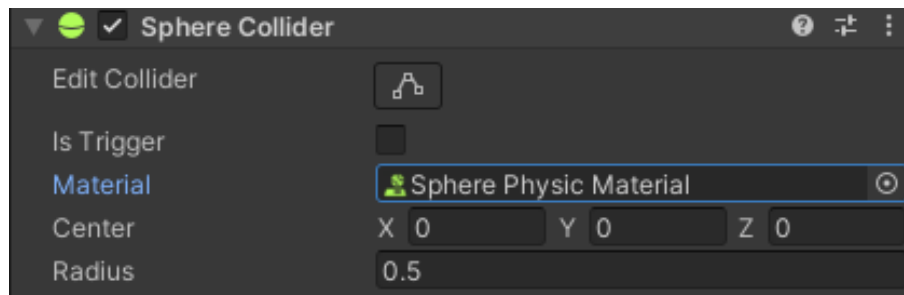 Sphere Collider
Edit Collider
Is Trigger
Material Sphere Physic Material
Center X 0 Y 0 Z 0
Radius 0.5